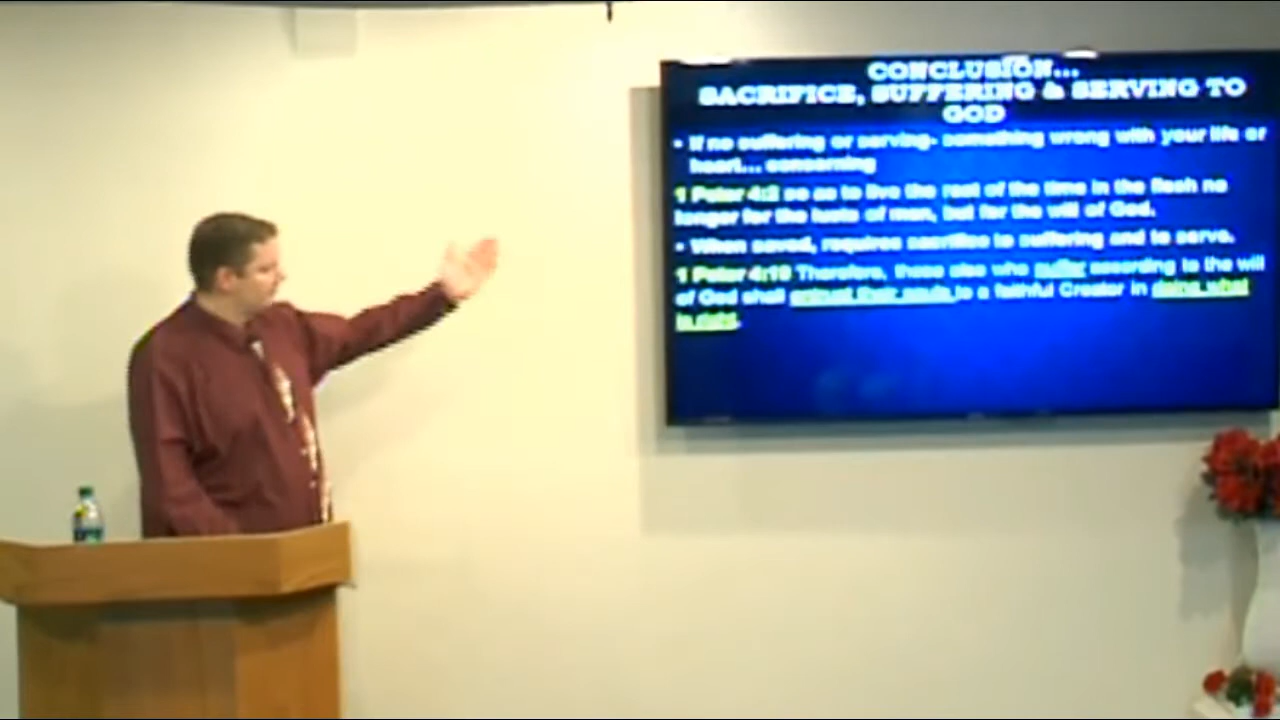 CONCLUSION...
SACRIFICE, SUFFERING & SERVING TO
GOD
• If no suffering or serving- something wrong with your life or
heart... concerning
1 Peter 4:2 so as to live the rest of the time in the flesh no
longer for the lusts of men, but for the will of God.
• When saved, requires sacrifice to suffering and to serve.
1 Peter 4:19 Therefore, those also who suffer according to the will
of God shall entrust their souls to a faithful Creator in doing what
is right.